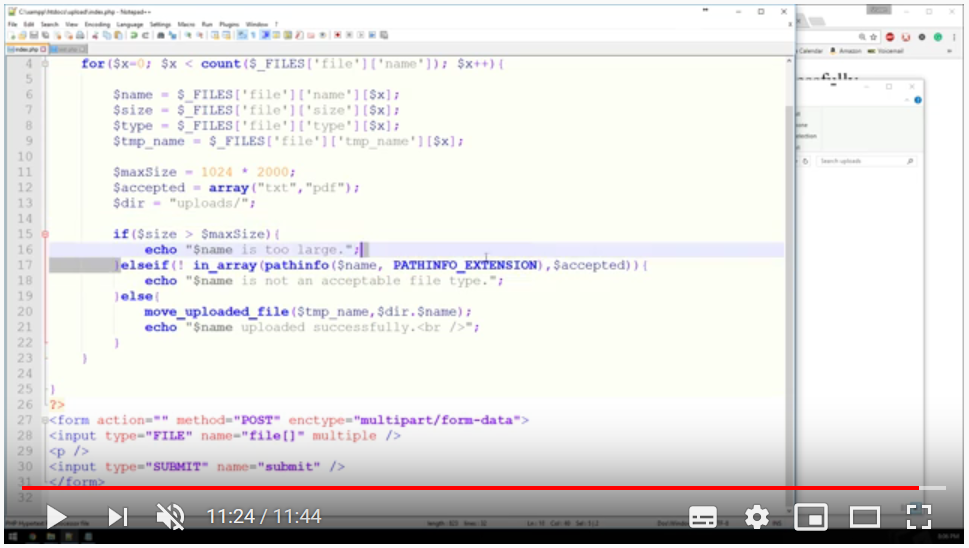 C:\xampp\htdocs\upload\index.php - Notepad++
File Edit Search View Encoding Language Settings Macro Run Plugins Window ?
index.php
4 for($x=0; $x < count($_FILES['file']['name']); $x++){
5
6 $name = $_FILES['file']['name'][$x];
7 $size = $_FILES['file']['size'][$x];
8 $type = $_FILES['file']['type'][$x];
9 $tmp_name = $_FILES['file']['tmp_name'][$x];
10
11 $maxSize = 1024 * 2000;
12 $accepted = array("txt","pdf");
13 $dir = "uploads/";
14
15 if($size > $maxSize){
16 echo "$name is too large.";
17 }elseif(! in_array(pathinfo($name, PATHINFO_EXTENSION),$accepted)){
18 echo "$name is not an acceptable file type.";
19 }else{
20 move_uploaded_file($tmp_name,$dir.$name);
21 echo "$name uploaded successfully.<br />";
22 }
23 }
24
25 }
26 ?>
27 <form action="" method="POST" enctype="multipart/form-data">
28 <input type="FILE" name="file[]" multiple />
29 <p />
30 <input type="SUBMIT" name="submit" />
31 </form>
32
Calendar Amazon Voicemail
Search uploads
11:24 / 11:44